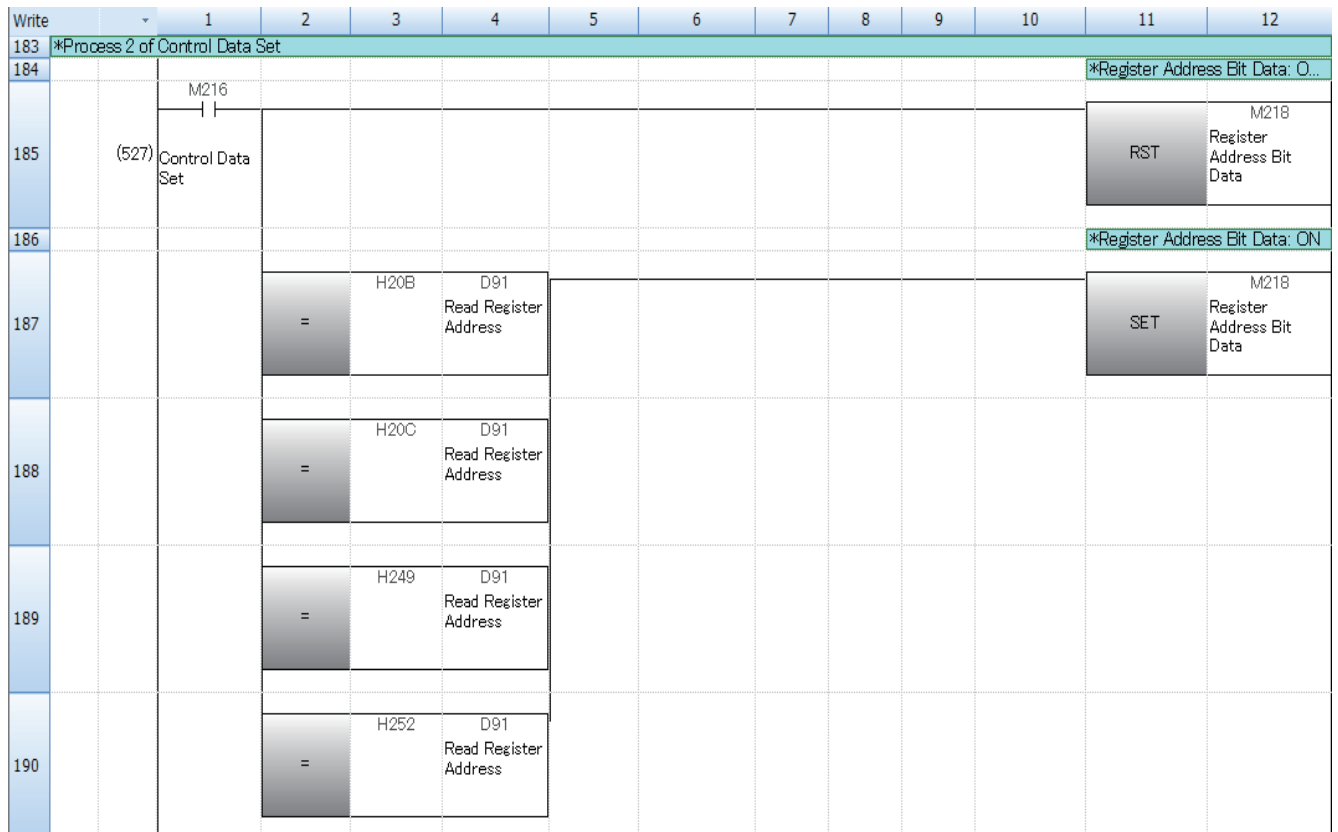 Write 1 2 3 4 5 6 7 8 9 10 11 12
183 *Process 2 of Control Data Set
184 *Register Address Bit Data: O...
M216
M218
185 (527) Control Data
Set
RST
Register
Address Bit
Data
186 *Register Address Bit Data: ON
H20B D91 M218
187 = Read Register
Address
SET
Register
Address Bit
Data
H20C D91
188 = Read Register
Address
H249 D91
189 = Read Register
Address
H252 D91
190 = Read Register
Address